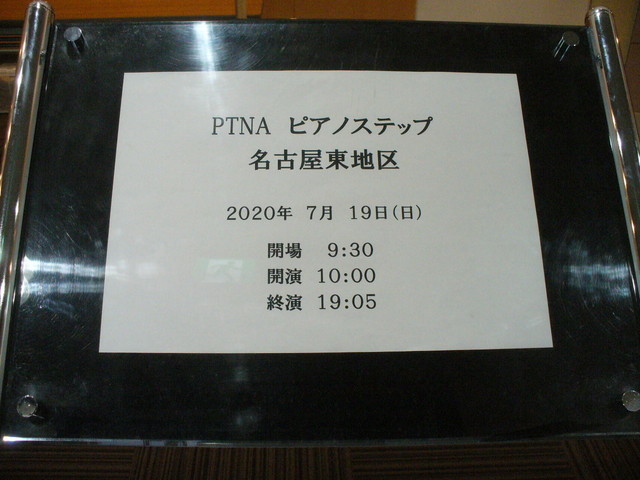 PTNA ピアノステップ
名古屋東地区
2020年 7月 19日(日)
開場 9:30
開演 10:00
終演 19:05